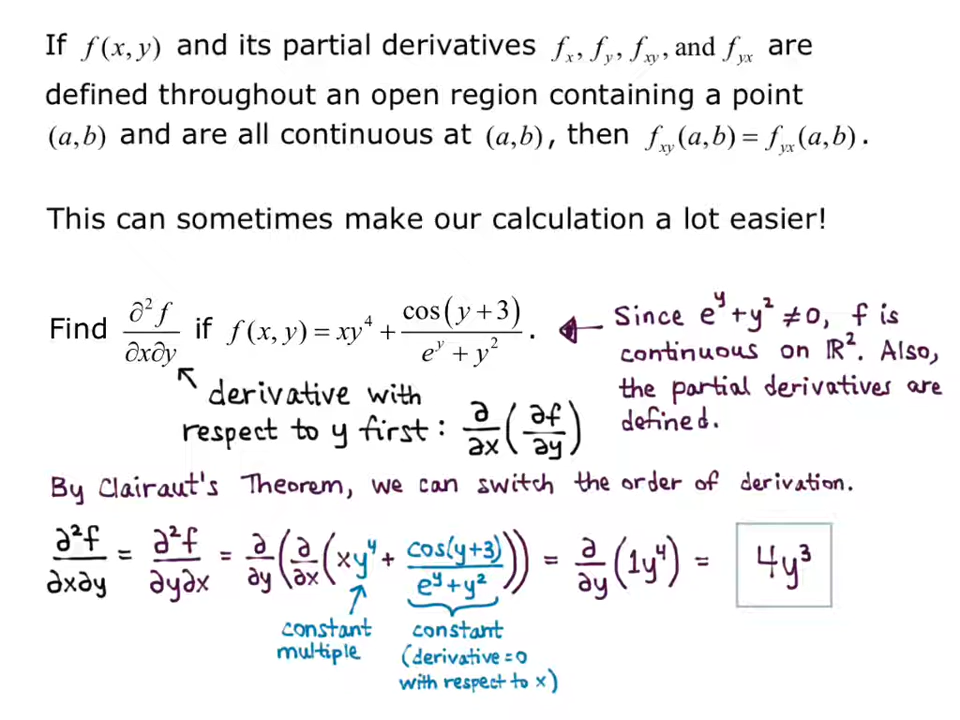 If f(x, y) and its partial derivatives f_x, f_y, f_xy, and f_yx are
defined throughout an open region containing a point
(a,b) and are all continuous at (a,b), then f_xy(a,b) = f_yx(a,b).
This can sometimes make our calculation a lot easier!
Find ∂²f/∂x∂y if f(x, y) = xy⁴ + cos(y+3)/(e^y + y²).
Since e^y + y² ≠ 0, f is
continuous on ℝ². Also,
the partial derivatives are
defined.
derivative with
respect to y first: ∂/∂x(∂f/∂y)
By Clairaut's Theorem, we can switch the order of derivation.
∂²f/∂x∂y = ∂²f/∂y∂x = ∂/∂y(∂/∂x(xy⁴ + cos(y+3)/(e^y + y²))) = ∂/∂y(1y⁴) = 4y³
constant
multiple
constant
(derivative = 0
with respect to x)